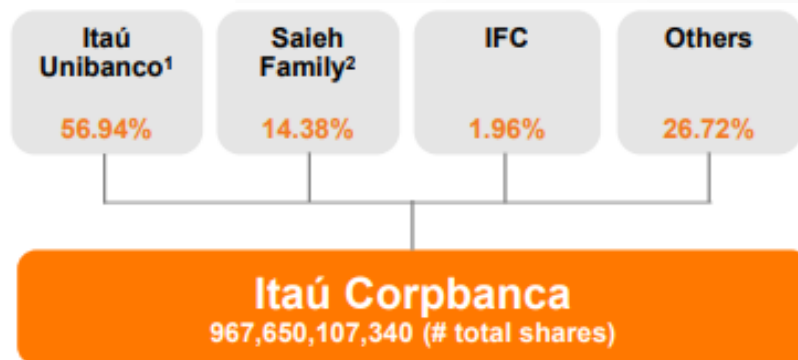 Itaú
Unibanco¹
56.94%
Saieh
Family²
14.38%
IFC
1.96%
Others
26.72%
Itaú Corpbanca
967,650,107,340 (# total shares)